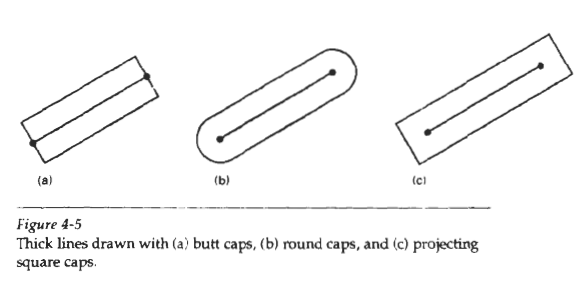 (a) (b) (c)
Figure 4-5
Thick lines drawn with (a) butt caps, (b) round caps, and (c) projecting
square caps.